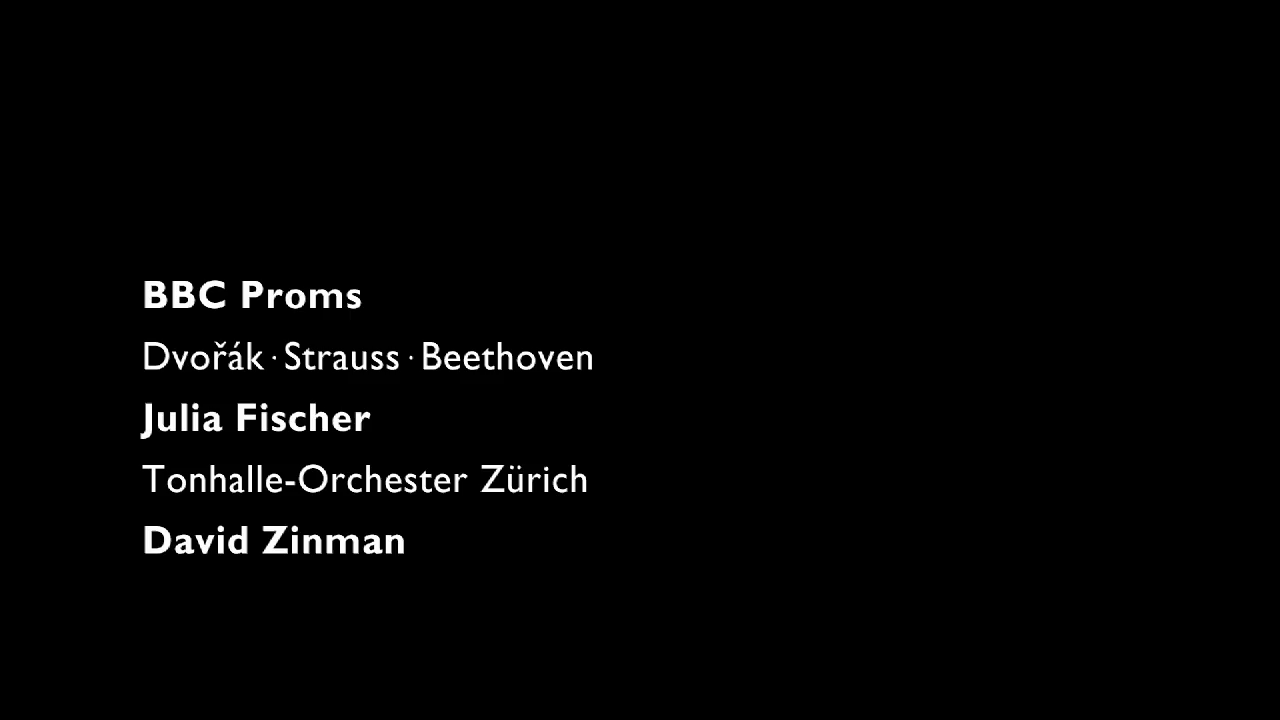 BBC Proms
Dvořák · Strauss · Beethoven
Julia Fischer
Tonhalle-Orchester Zürich
David Zinman